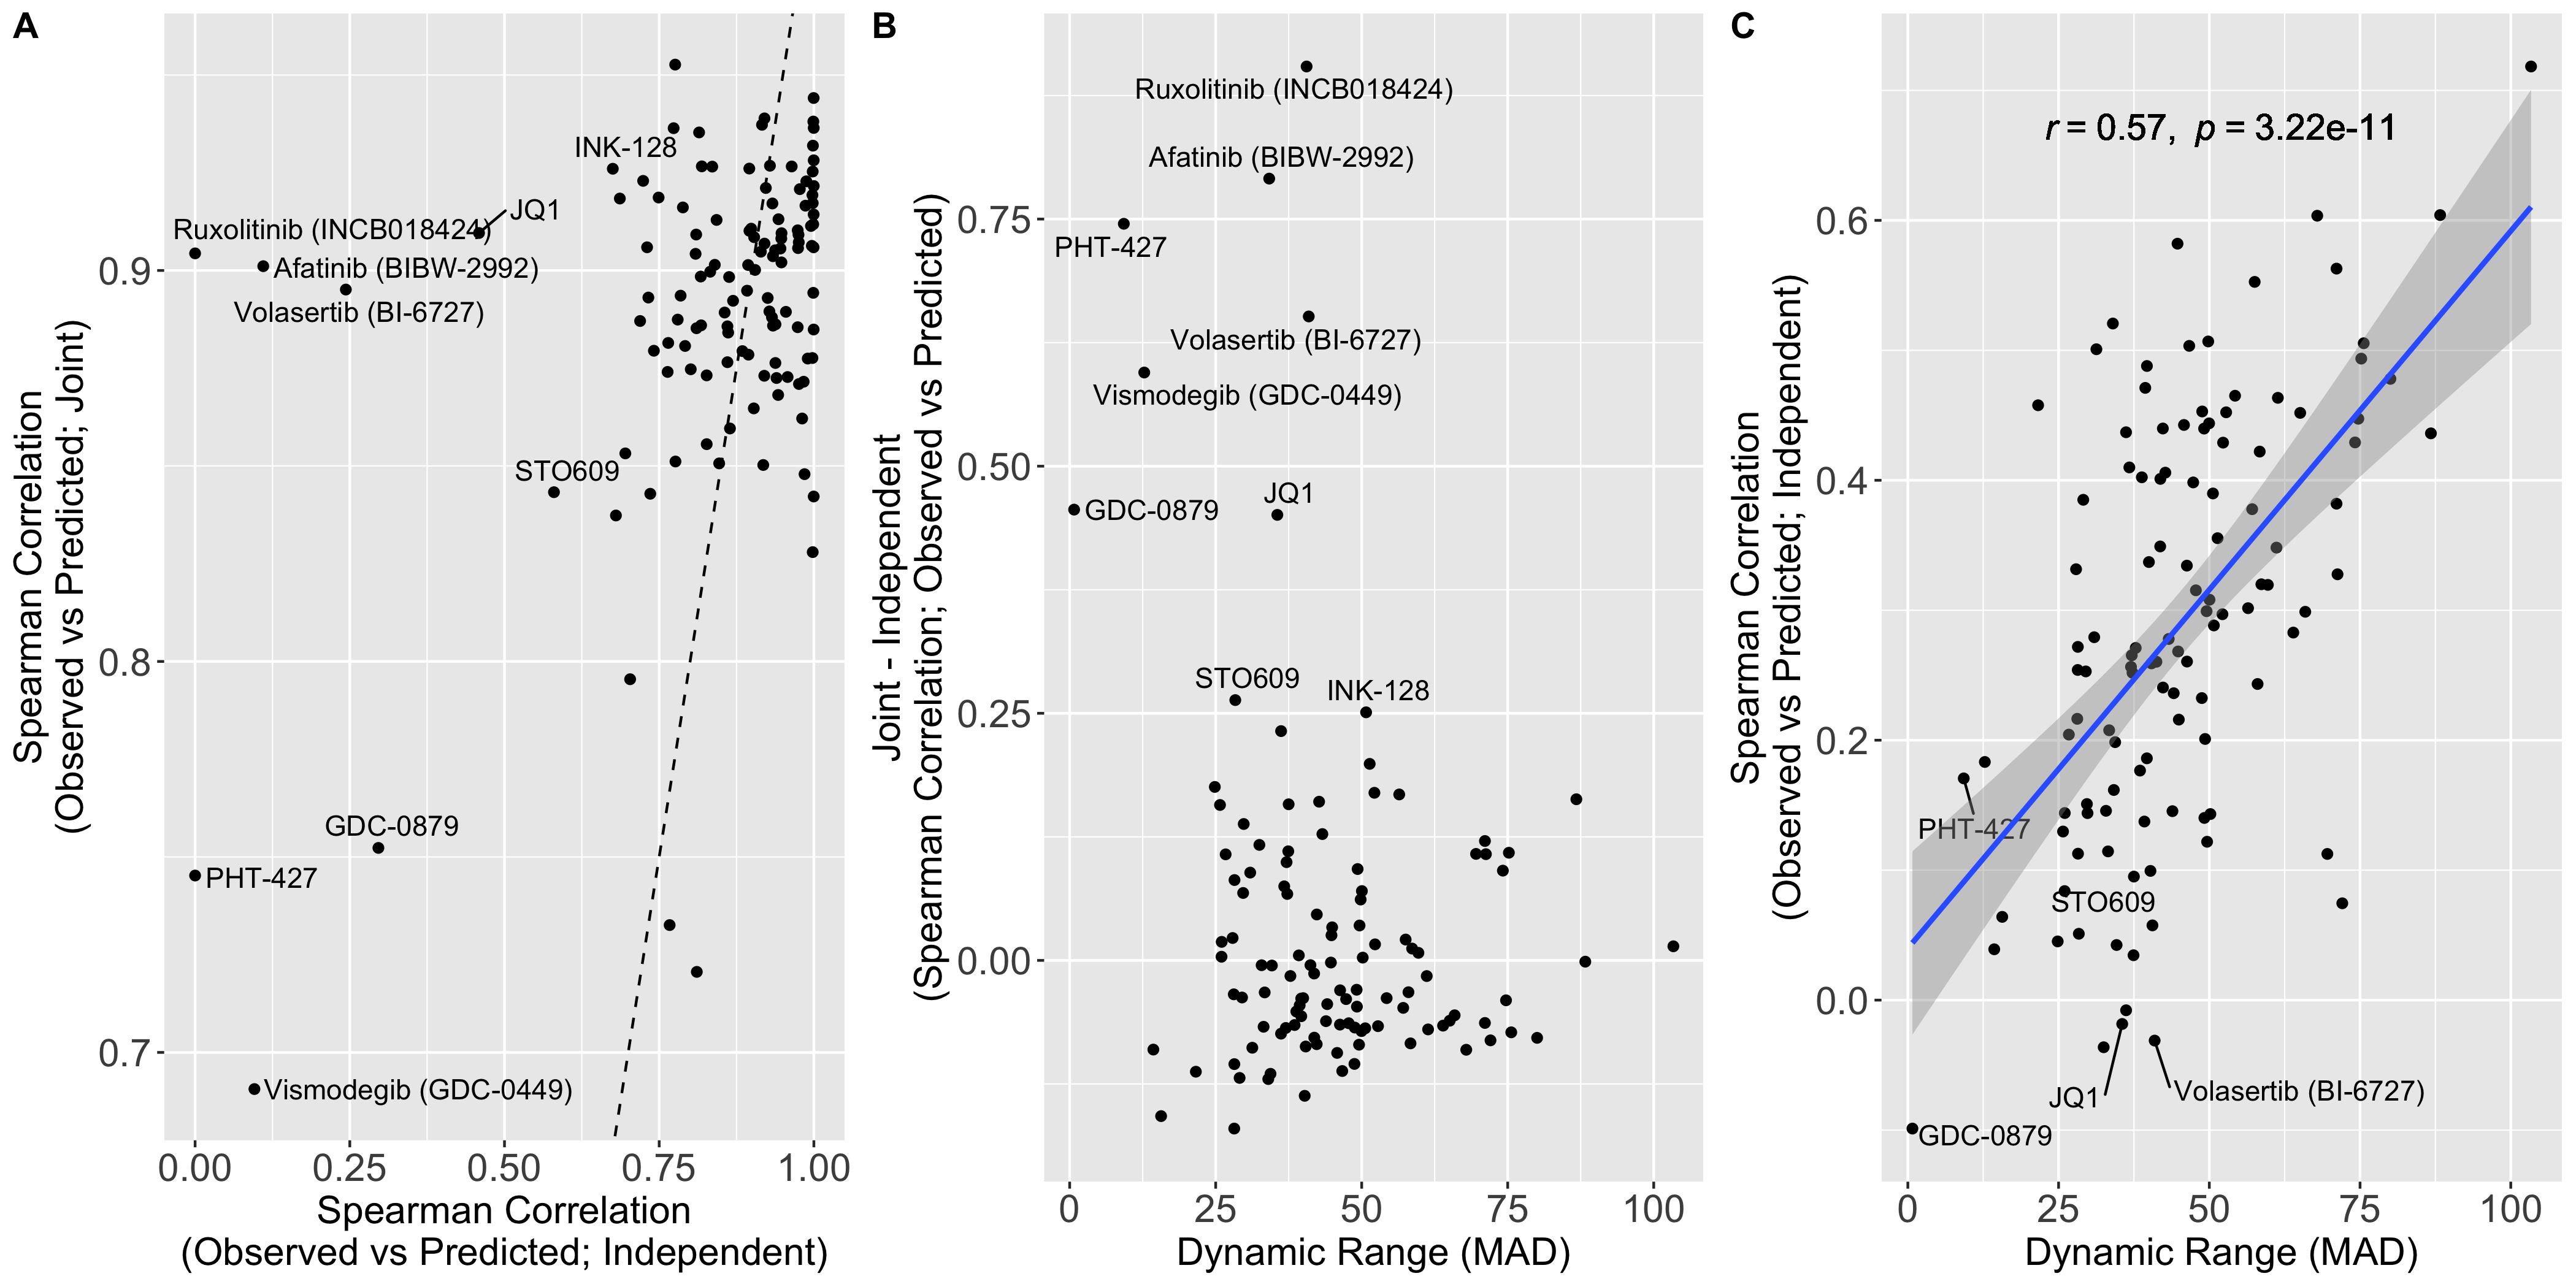 A
Spearman Correlation
(Observed vs Predicted; Joint)
0.9
0.8
0.7
INK-128
JQ1
Ruxolitinib (INCB018424)
Afatinib (BIBW-2992)
Volasertib (BI-6727)
STO609
GDC-0879
PHT-427
Vismodegib (GDC-0449)
0.00 0.25 0.50 0.75 1.00
Spearman Correlation
(Observed vs Predicted; Independent)
B
Joint - Independent
(Spearman Correlation; Observed vs Predicted)
0.75
0.50
0.25
0.00
Ruxolitinib (INCB018424)
Afatinib (BIBW-2992)
PHT-427
Volasertib (BI-6727)
Vismodegib (GDC-0449)
JQ1
GDC-0879
STO609
INK-128
0 25 50 75 100
Dynamic Range (MAD)
C
Spearman Correlation
(Observed vs Predicted; Independent)
0.6
0.4
0.2
0.0
r = 0.57, p = 3.22e-11
PHT-427
STO609
JQ1
Volasertib (BI-6727)
GDC-0879
0 25 50 75 100
Dynamic Range (MAD)